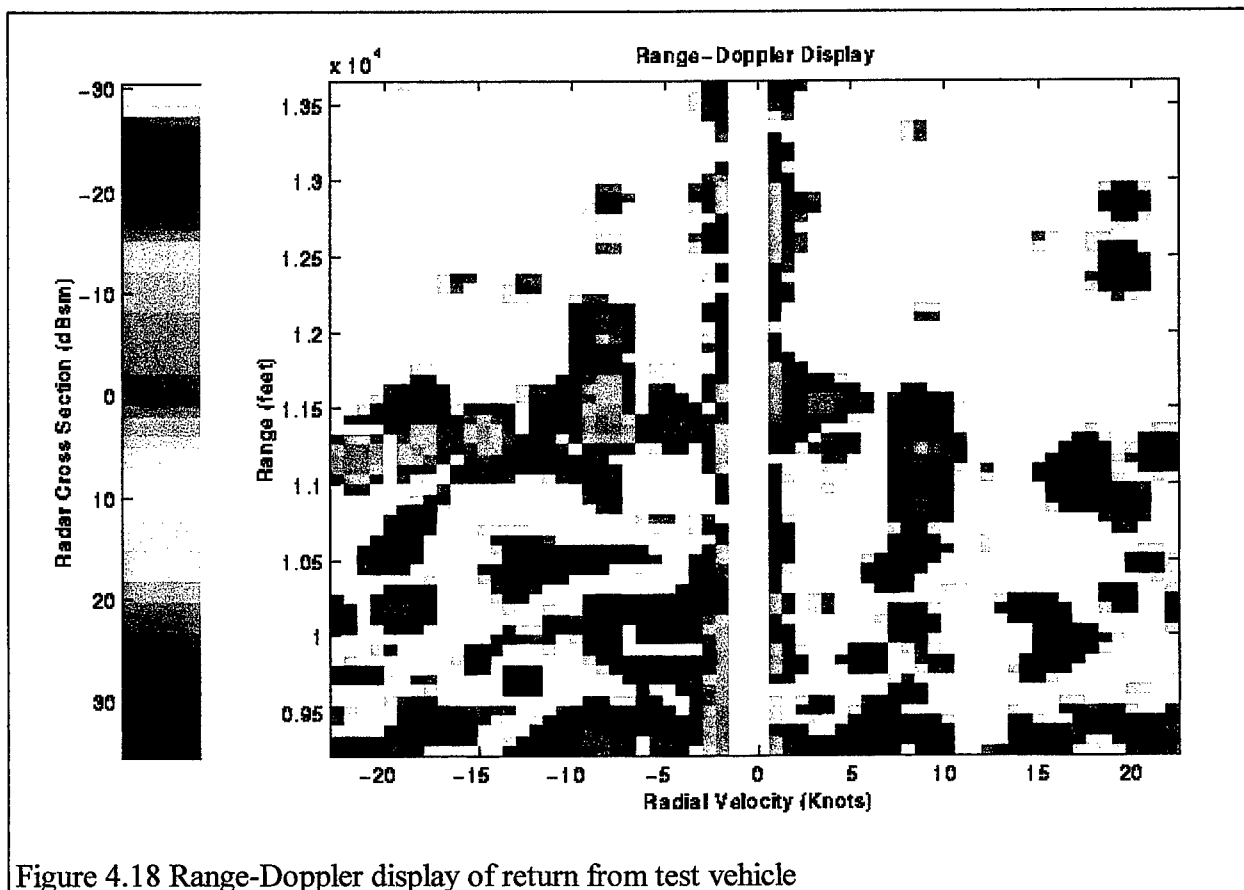 Range-Doppler Display
x 10^4
-30
-20
-10
0
10
20
30
Radar Cross Section (dBsm)
1.35
1.3
1.25
1.2
1.15
1.1
1.05
1
0.95
Range (feet)
-20 -15 -10 -5 0 5 10 15 20
Radial Velocity (Knots)
Figure 4.18 Range-Doppler display of return from test vehicle